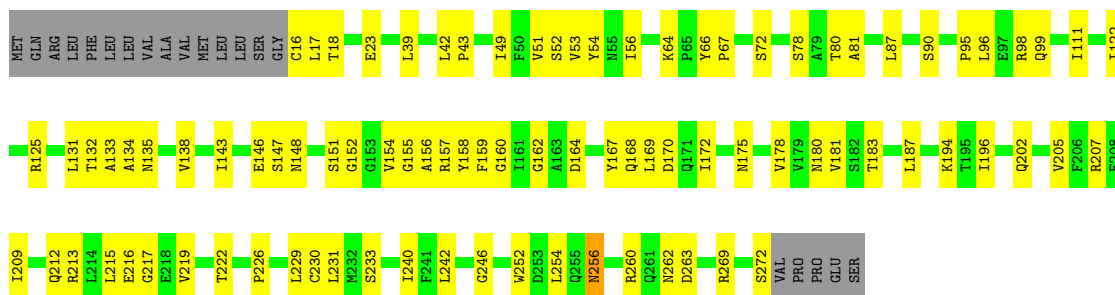 MET GLN ARG LEU PHE LEU LEU VAL ALA VAL MET LEU LEU SER GLY C16 L17 T18 E23 L39 L42 P43 I49 F50 V51 S52 V53 Y54 N55 I56 K64 P65 Y66 P67 S72 S78 A79 T80 A81 L87 S90 P95 L96 E97 R98 Q99 I111
R125 L131 T132 A133 A134 N135 V138 I143 E146 S147 N148 S151 G152 G153 V154 G155 A156 R157 Y158 F159 G160 I161 G162 A163 D164 Y167 Q168 L169 D170 Q171 I172 N175 V178 V179 N180 V181 S182 T183 L187 K194 T195 I196 Q202 V205 F206 R207
I209 Q212 R213 L214 L215 E216 G217 E218 V219 T222 P226 L229 C230 L231 M232 S233 I240 F241 L242 G246 W252 D253 L254 Q255 N256 R260 Q261 N262 D263 R269 S272 VAL PRO PRO GLU SER